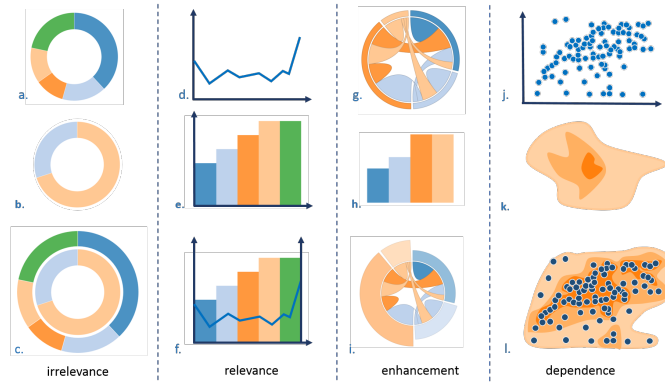 a.
d.
g.
j.
b.
e.
h.
k.
c.
f.
i.
l.
irrelevance
relevance
enhancement
dependence